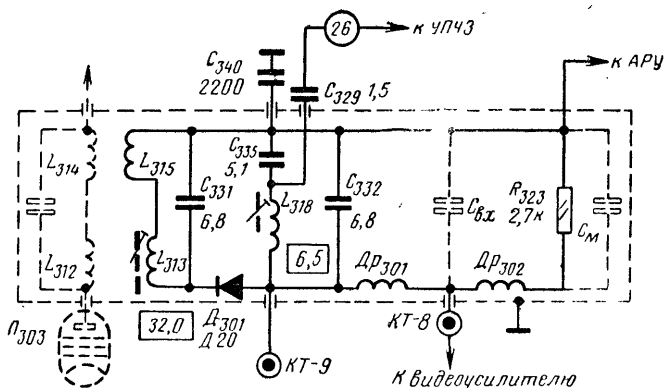 26
к УПЧЗ
C340
2200
C329 1,5
к АРУ
L314
L315
C335
5,1
C331
6,8
L318
C332
6,8
Cвх
R323
2,7к
Cм
L312
L313
6,5
Др301
Др302
П303
32,0
Д301
Д20
КТ-9
КТ-8
К видеоусилителю